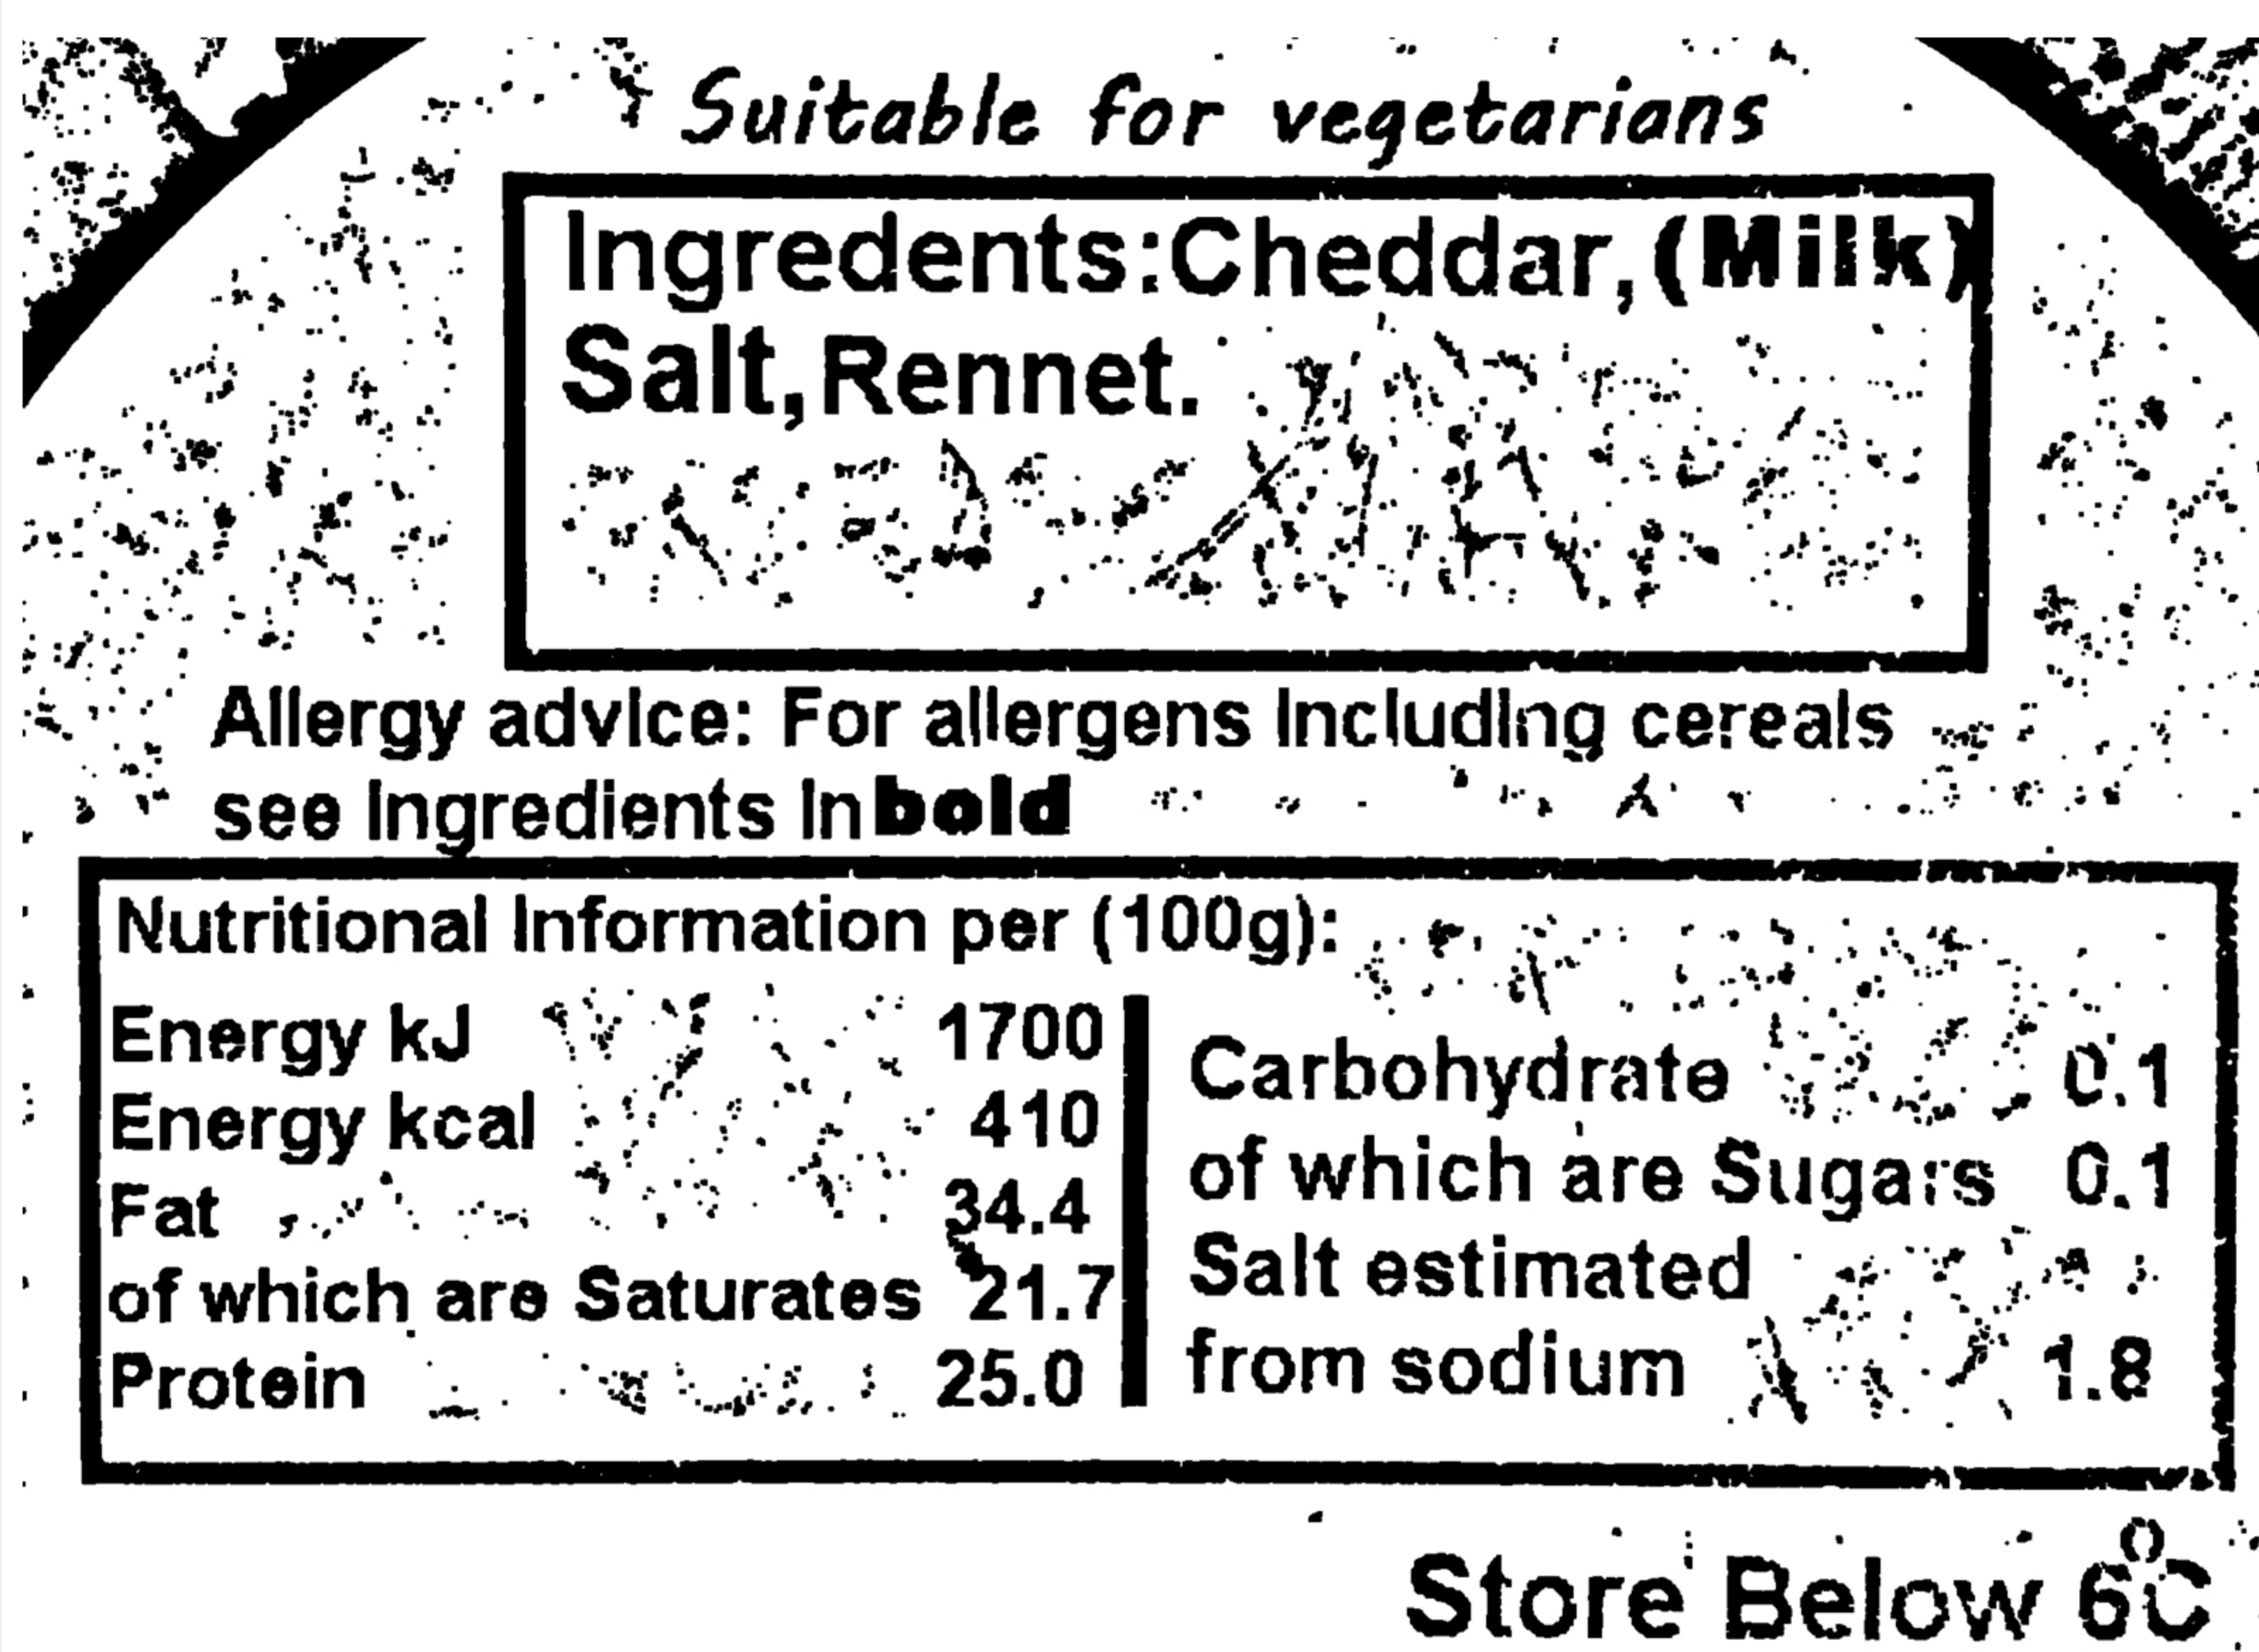 Suitable for vegetarians
Ingredents:Cheddar,(Milk)
Salt,Rennet.
Allergy advice: For allergens including cereals
see ingredients in bold
Nutritional Information per (100g):
Energy kJ 1700
Energy kcal 410
Fat 34.4
of which are Saturates 21.7
Protein 25.0
Carbohydrate 0.1
of which are Sugars 0.1
Salt estimated
from sodium 1.8
Store Below 6°C